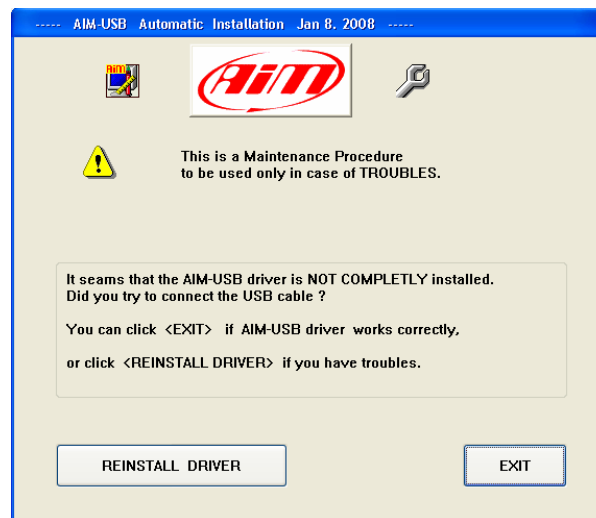 ----- AIM-USB Automatic Installation Jan 8. 2008 -----
AiM
AiM
This is a Maintenance Procedure
to be used only in case of TROUBLES.
It seams that the AIM-USB driver is NOT COMPLETLY installed.
Did you try to connect the USB cable ?
You can click <EXIT> if AIM-USB driver works correctly,
or click <REINSTALL DRIVER> if you have troubles.
REINSTALL DRIVER
EXIT